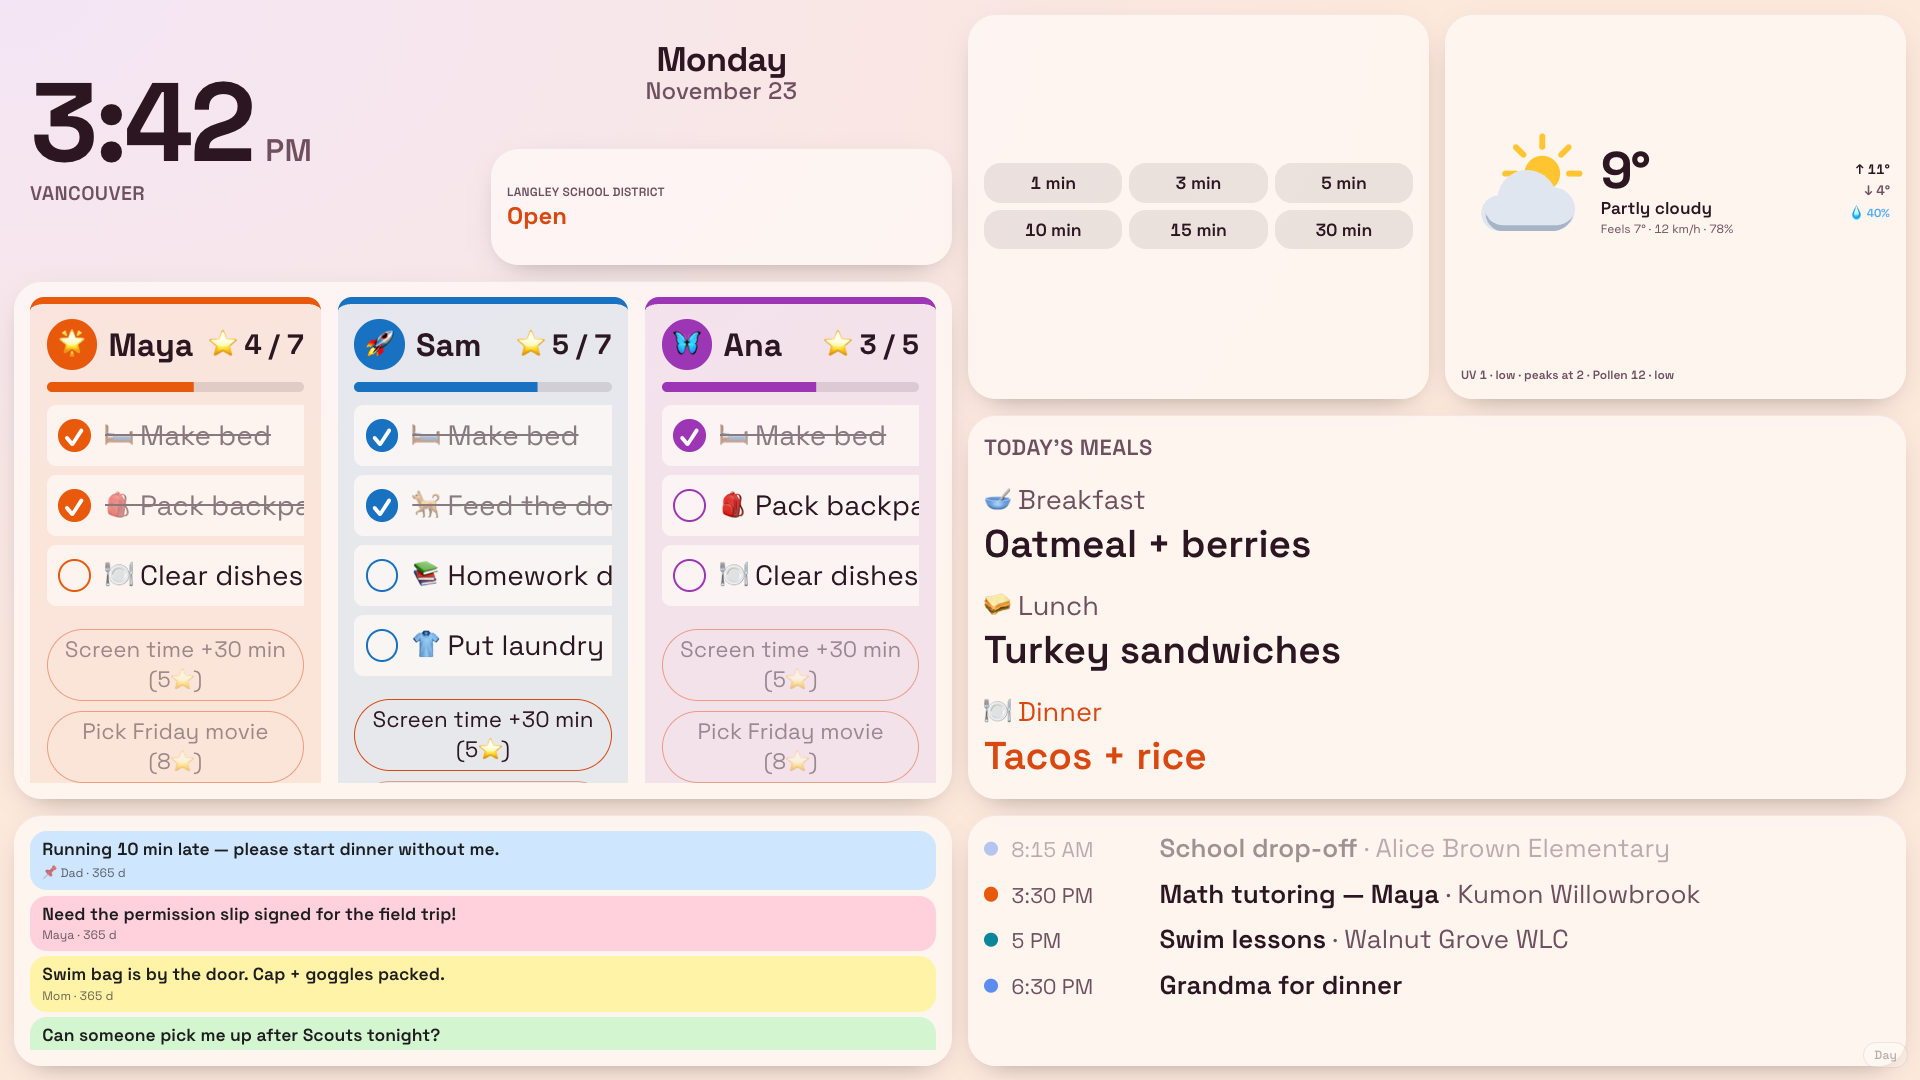 3:42 PM
VANCOUVER
Monday
November 23
LANGLEY SCHOOL DISTRICT
Open
1 min
3 min
5 min
10 min
15 min
30 min
9°
Partly cloudy
Feels 7° · 12 km/h · 78%
↑ 11°
↓ 4°
💧 40%
UV 1 · low · peaks at 2 · Pollen 12 · low
Maya ⭐ 4 / 7
Make bed
Pack backpa
Clear dishes
Screen time +30 min
(5⭐)
Pick Friday movie
(8⭐)
Sam ⭐ 5 / 7
Make bed
Feed the do
Homework d
Put laundry
Screen time +30 min
(5⭐)
Ana ⭐ 3 / 5
Make bed
Pack backpa
Clear dishes
Screen time +30 min
(5⭐)
Pick Friday movie
(8⭐)
TODAY'S MEALS
Breakfast
Oatmeal + berries
Lunch
Turkey sandwiches
Dinner
Tacos + rice
Running 10 min late — please start dinner without me.
📌 Dad · 365 d
Need the permission slip signed for the field trip!
Maya · 365 d
Swim bag is by the door. Cap + goggles packed.
Mom · 365 d
Can someone pick me up after Scouts tonight?
8:15 AM School drop-off · Alice Brown Elementary
3:30 PM Math tutoring — Maya · Kumon Willowbrook
5 PM Swim lessons · Walnut Grove WLC
6:30 PM Grandma for dinner
Day